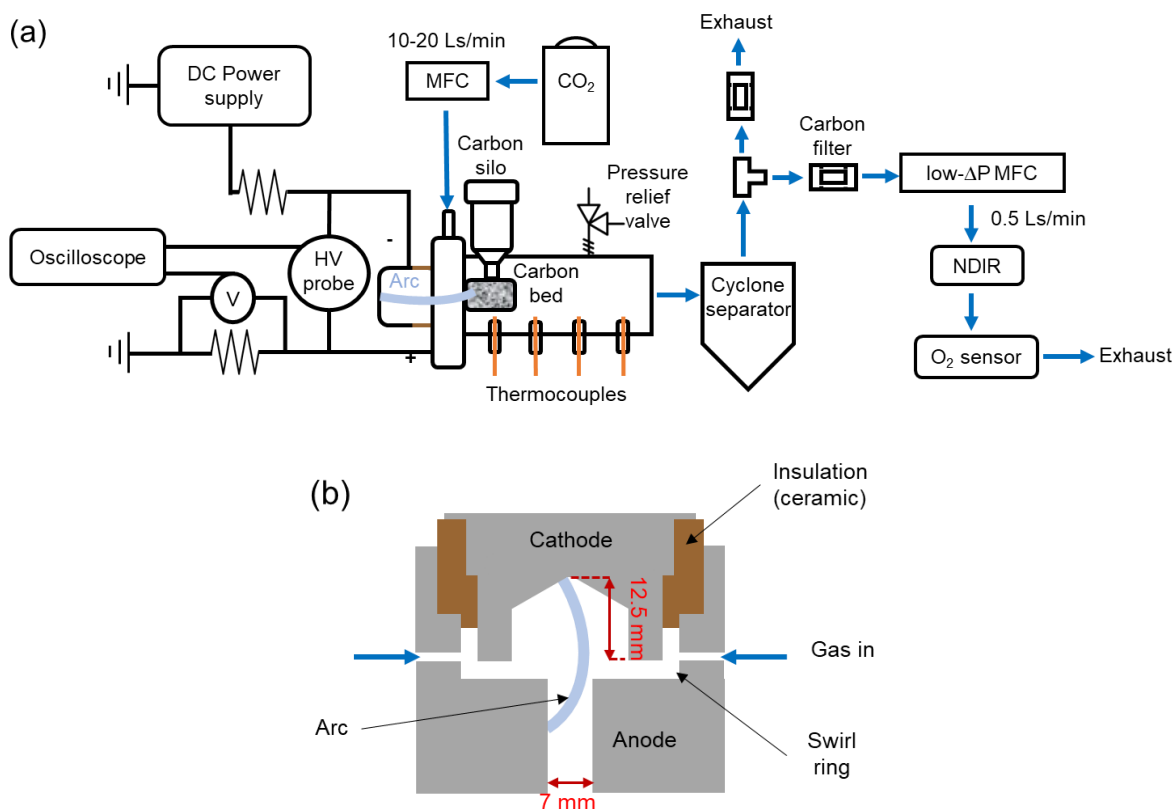 (a)
DC Power
supply
10-20 Ls/min
MFC
CO₂
Carbon
silo
Exhaust
Carbon
filter
Pressure
relief
valve
low-ΔP MFC
0.5 Ls/min
Oscilloscope
HV
probe
-
Arc
Carbon
bed
Cyclone
separator
NDIR
V
+
Thermocouples
O₂ sensor
Exhaust
(b)
Insulation
(ceramic)
Cathode
12.5 mm
Gas in
Arc
Anode
Swirl
ring
7 mm